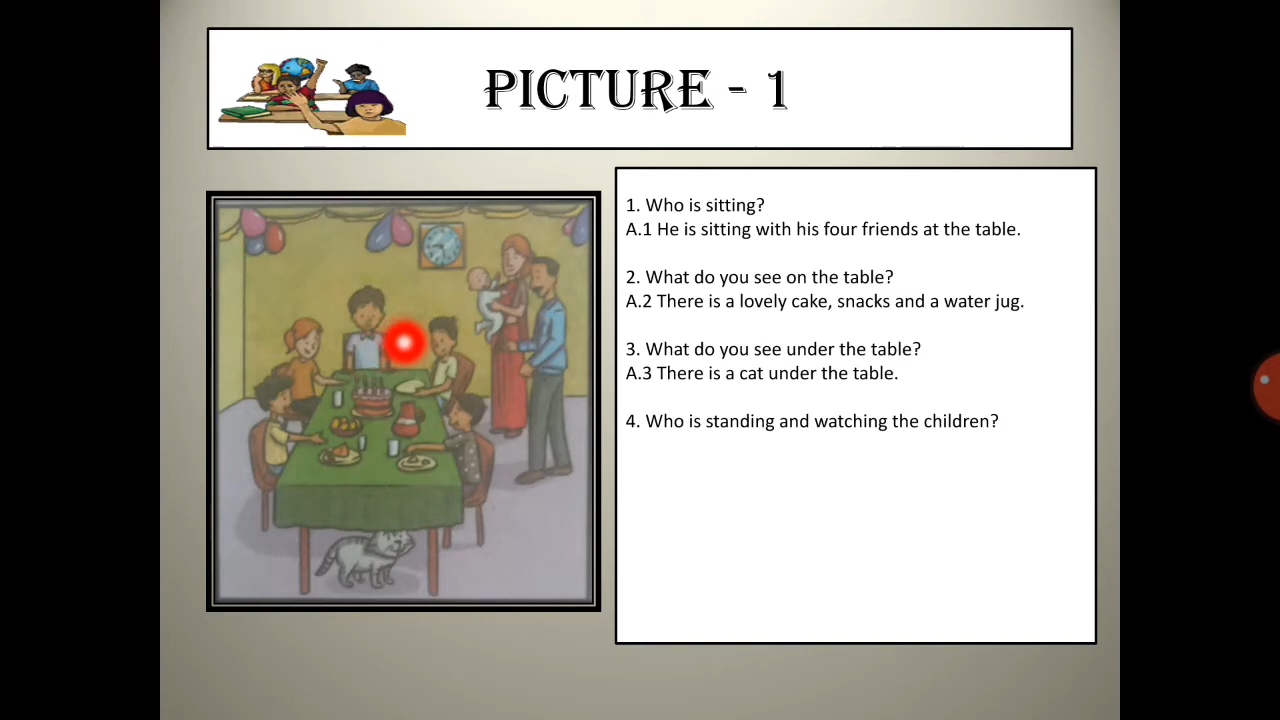 PICTURE - 1
1. Who is sitting?
A.1 He is sitting with his four friends at the table.
2. What do you see on the table?
A.2 There is a lovely cake, snacks and a water jug.
3. What do you see under the table?
A.3 There is a cat under the table.
4. Who is standing and watching the children?